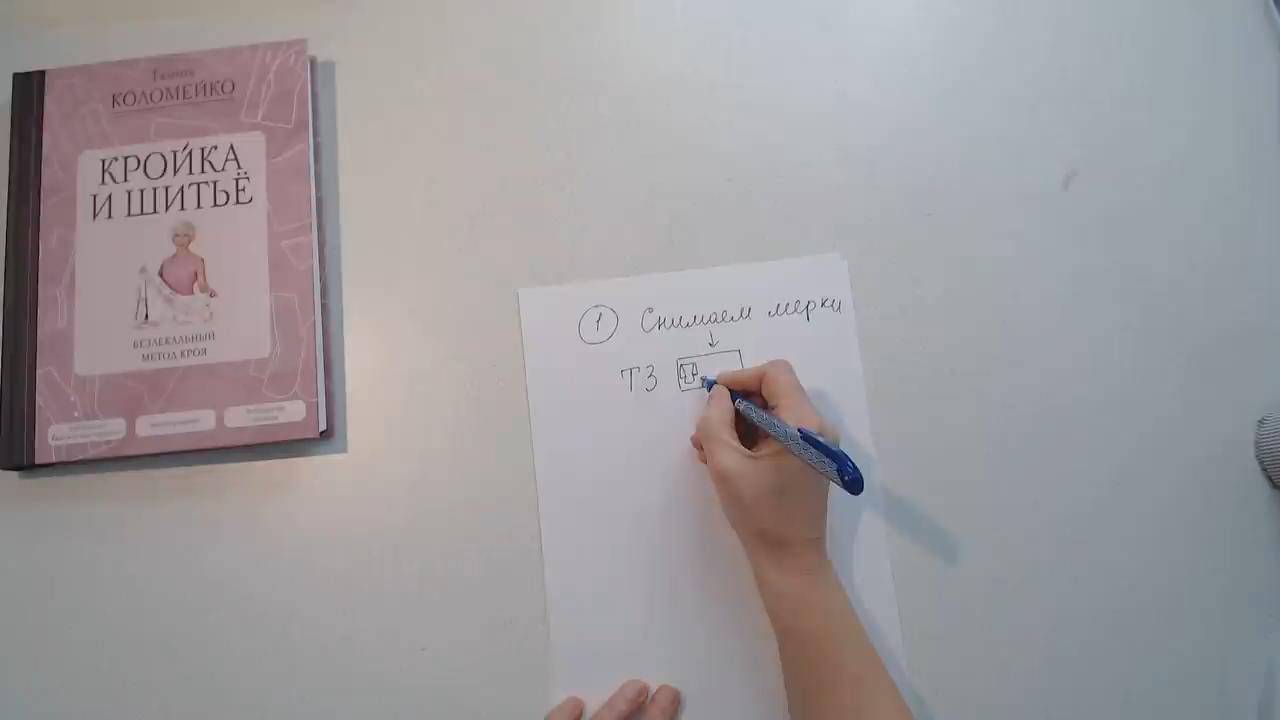 Галина
КОЛОМЕЙКО
КРОЙКА
И ШИТЬЁ
БЕЗЛЕКАЛЬНЫЙ
МЕТОД КРОЯ
1 Снимаем мерки
ТЗ